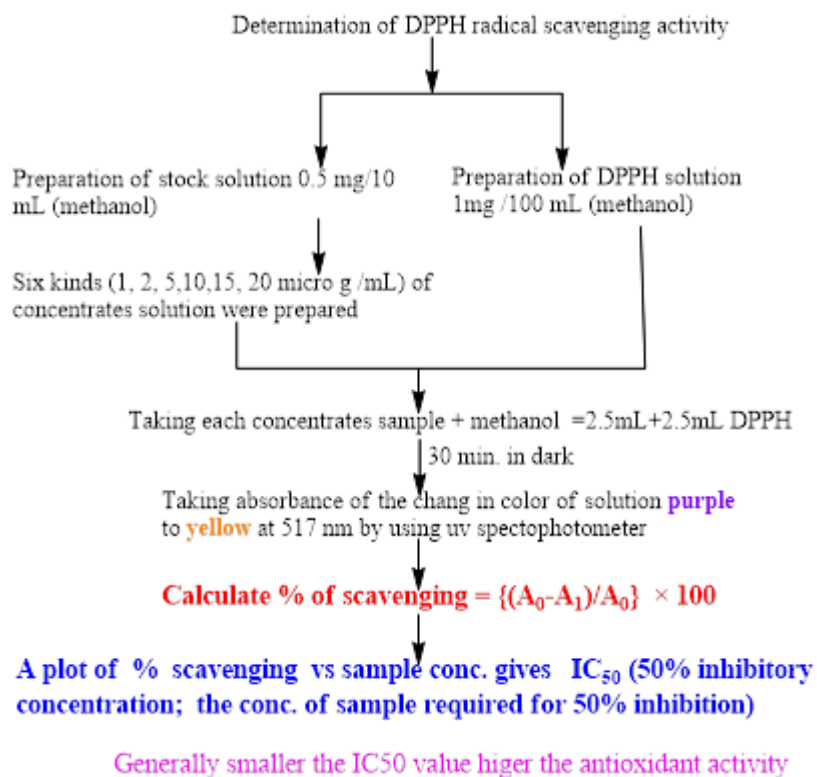 Determination of DPPH radical scavenging activity
Preparation of stock solution 0.5 mg/10
mL (methanol)
Preparation of DPPH solution
1mg /100 mL (methanol)
Six kinds (1, 2, 5,10,15, 20 micro g /mL) of
concentrates solution were prepared
Taking each concentrates sample + methanol =2.5mL+2.5mL DPPH
30 min. in dark
Taking absorbance of the chang in color of solution purple
to yellow at 517 nm by using uv spectophotometer
Calculate % of scavenging = {(A₀-A₁)/A₀} × 100
A plot of % scavenging vs sample conc. gives IC₅₀ (50% inhibitory
concentration; the conc. of sample required for 50% inhibition)
Generally smaller the IC50 value higer the antioxidant activity